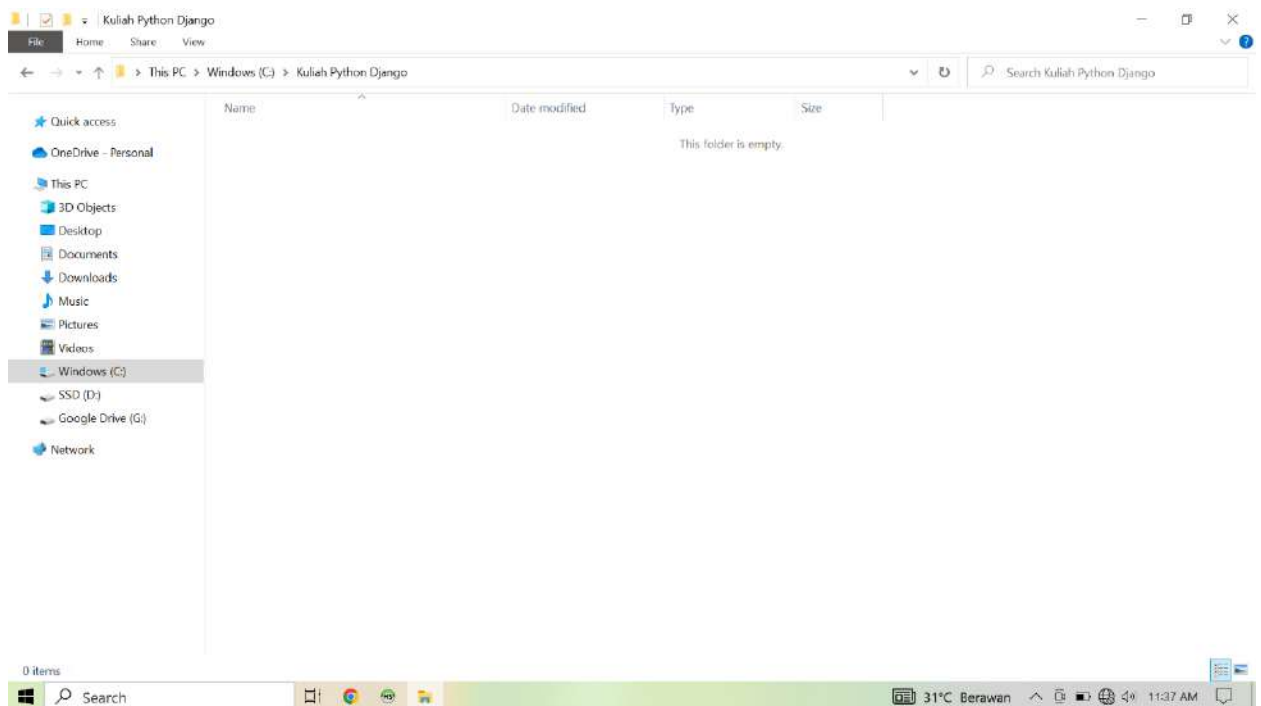 Kuliah Python Django
File Home Share View
This PC > Windows (C:) > Kuliah Python Django Search Kuliah Python Django
Name Date modified Type Size
This folder is empty.
Quick access
OneDrive - Personal
This PC
3D Objects
Desktop
Documents
Downloads
Music
Pictures
Videos
Windows (C:)
SSD (D:)
Google Drive (G:)
Network
0 items
Search 31°C Berawan 11:37 AM